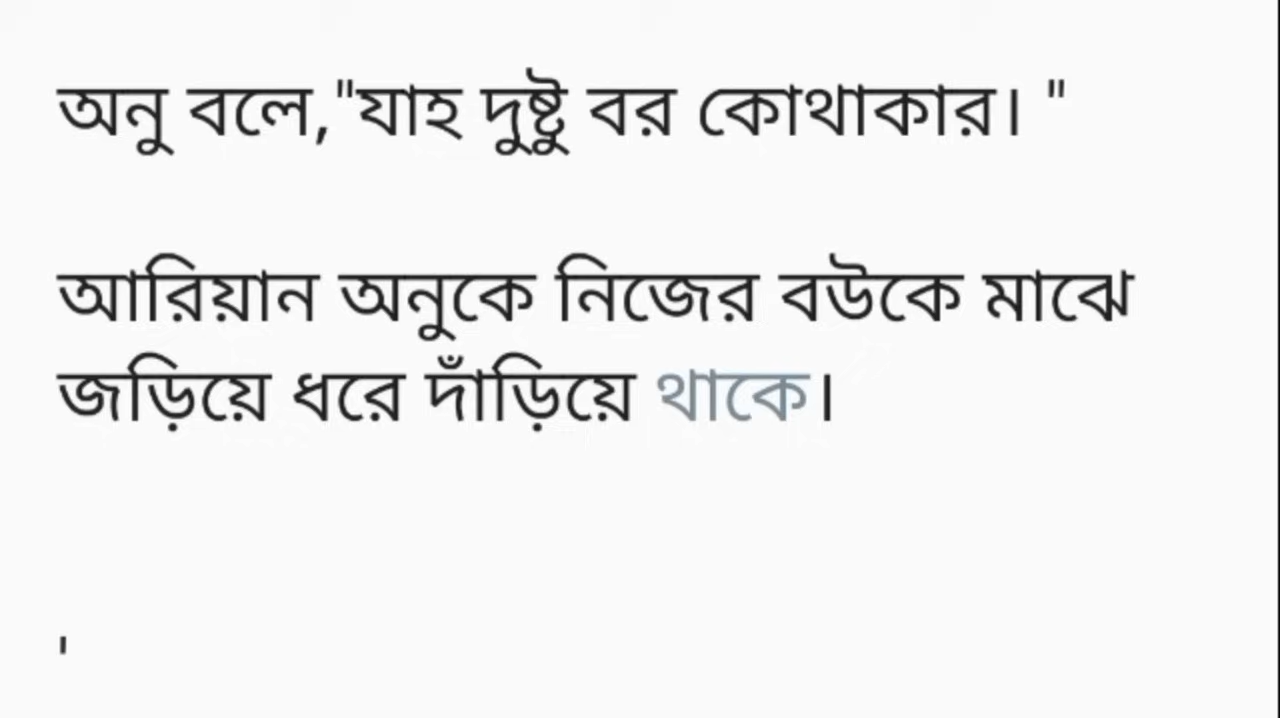 অনু বলে,"যাহ দুষ্টু বর কোথাকার। "
আরিয়ান অনুকে নিজের বউকে মাঝে
জড়িয়ে ধরে দাঁড়িয়ে থাকে।
'